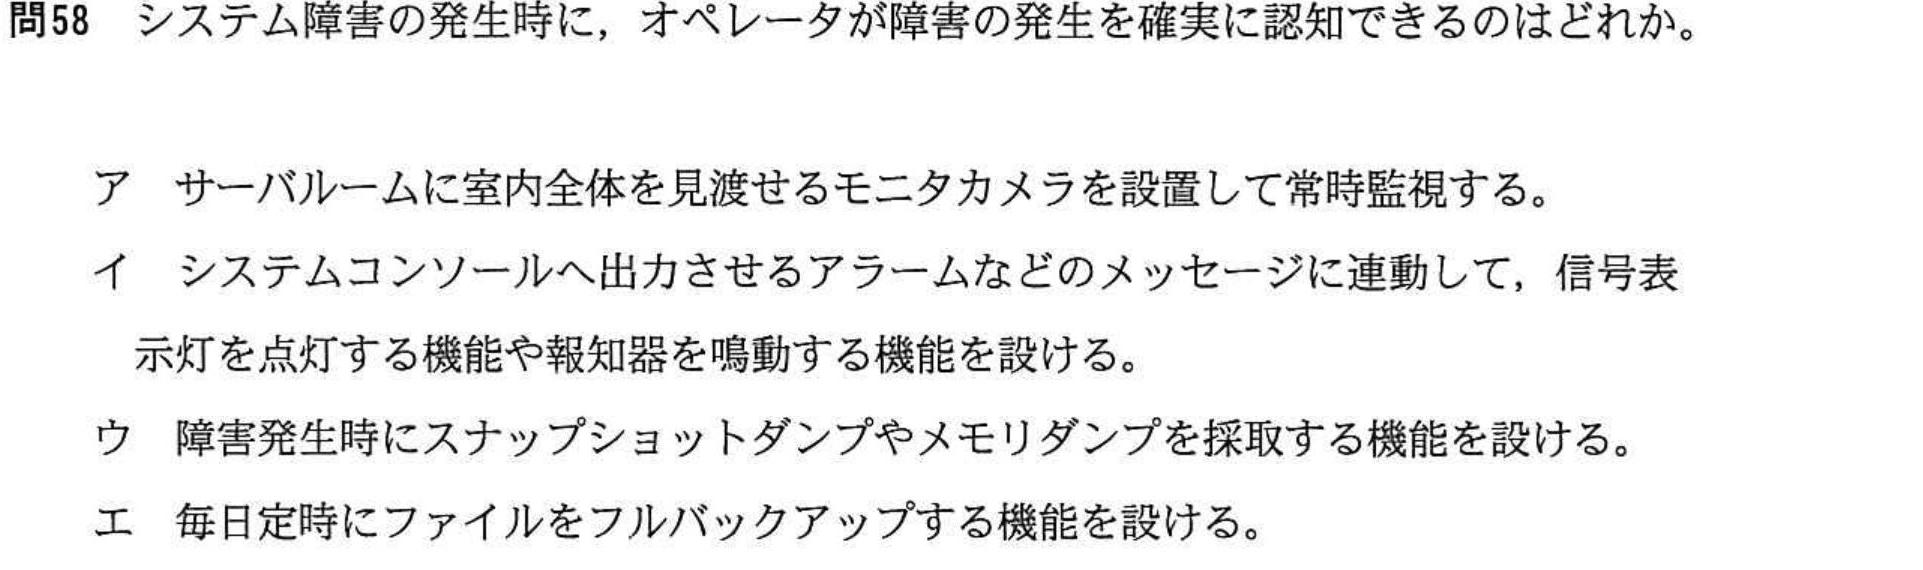 問58 システム障害の発生時に，オペレータが障害の発生を確実に認知できるのはどれか。
ア サーバルームに室内全体を見渡せるモニタカメラを設置して常時監視する。
イ システムコンソールへ出力させるアラームなどのメッセージに連動して，信号表
示灯を点灯する機能や報知器を鳴動する機能を設ける。
ウ 障害発生時にスナップショットダンプやメモリダンプを採取する機能を設ける。
エ 毎日定時にファイルをフルバックアップする機能を設ける。